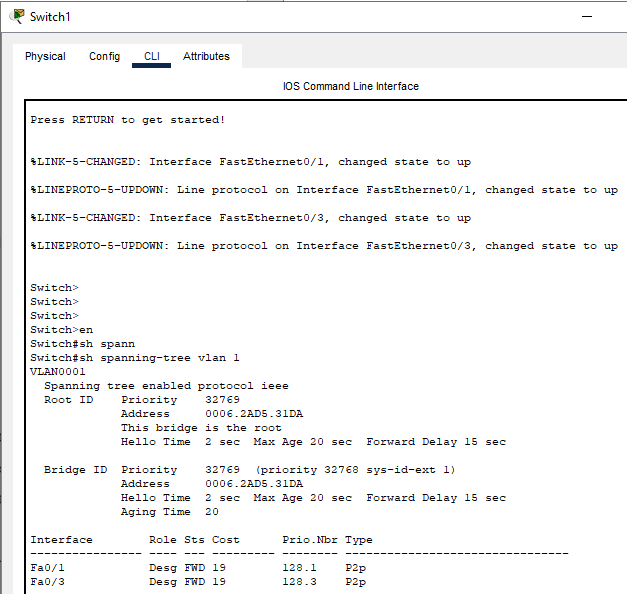 Switch1
Physical Config CLI Attributes
IOS Command Line Interface
Press RETURN to get started!
%LINK-5-CHANGED: Interface FastEthernet0/1, changed state to up
%LINEPROTO-5-UPDOWN: Line protocol on Interface FastEthernet0/1, changed state to up
%LINK-5-CHANGED: Interface FastEthernet0/3, changed state to up
%LINEPROTO-5-UPDOWN: Line protocol on Interface FastEthernet0/3, changed state to up
Switch>
Switch>
Switch>
Switch>en
Switch#sh spann
Switch#sh spanning-tree vlan 1
VLAN0001
  Spanning tree enabled protocol ieee
  Root ID    Priority    32769
             Address     0006.2AD5.31DA
             This bridge is the root
             Hello Time  2 sec  Max Age 20 sec  Forward Delay 15 sec
  Bridge ID  Priority    32769  (priority 32768 sys-id-ext 1)
             Address     0006.2AD5.31DA
             Hello Time  2 sec  Max Age 20 sec  Forward Delay 15 sec
             Aging Time  20
Interface        Role Sts Cost      Prio.Nbr Type
---------------- ---- --- --------- -------- --------------------------------
Fa0/1            Desg FWD 19        128.1    P2p
Fa0/3            Desg FWD 19        128.3    P2p